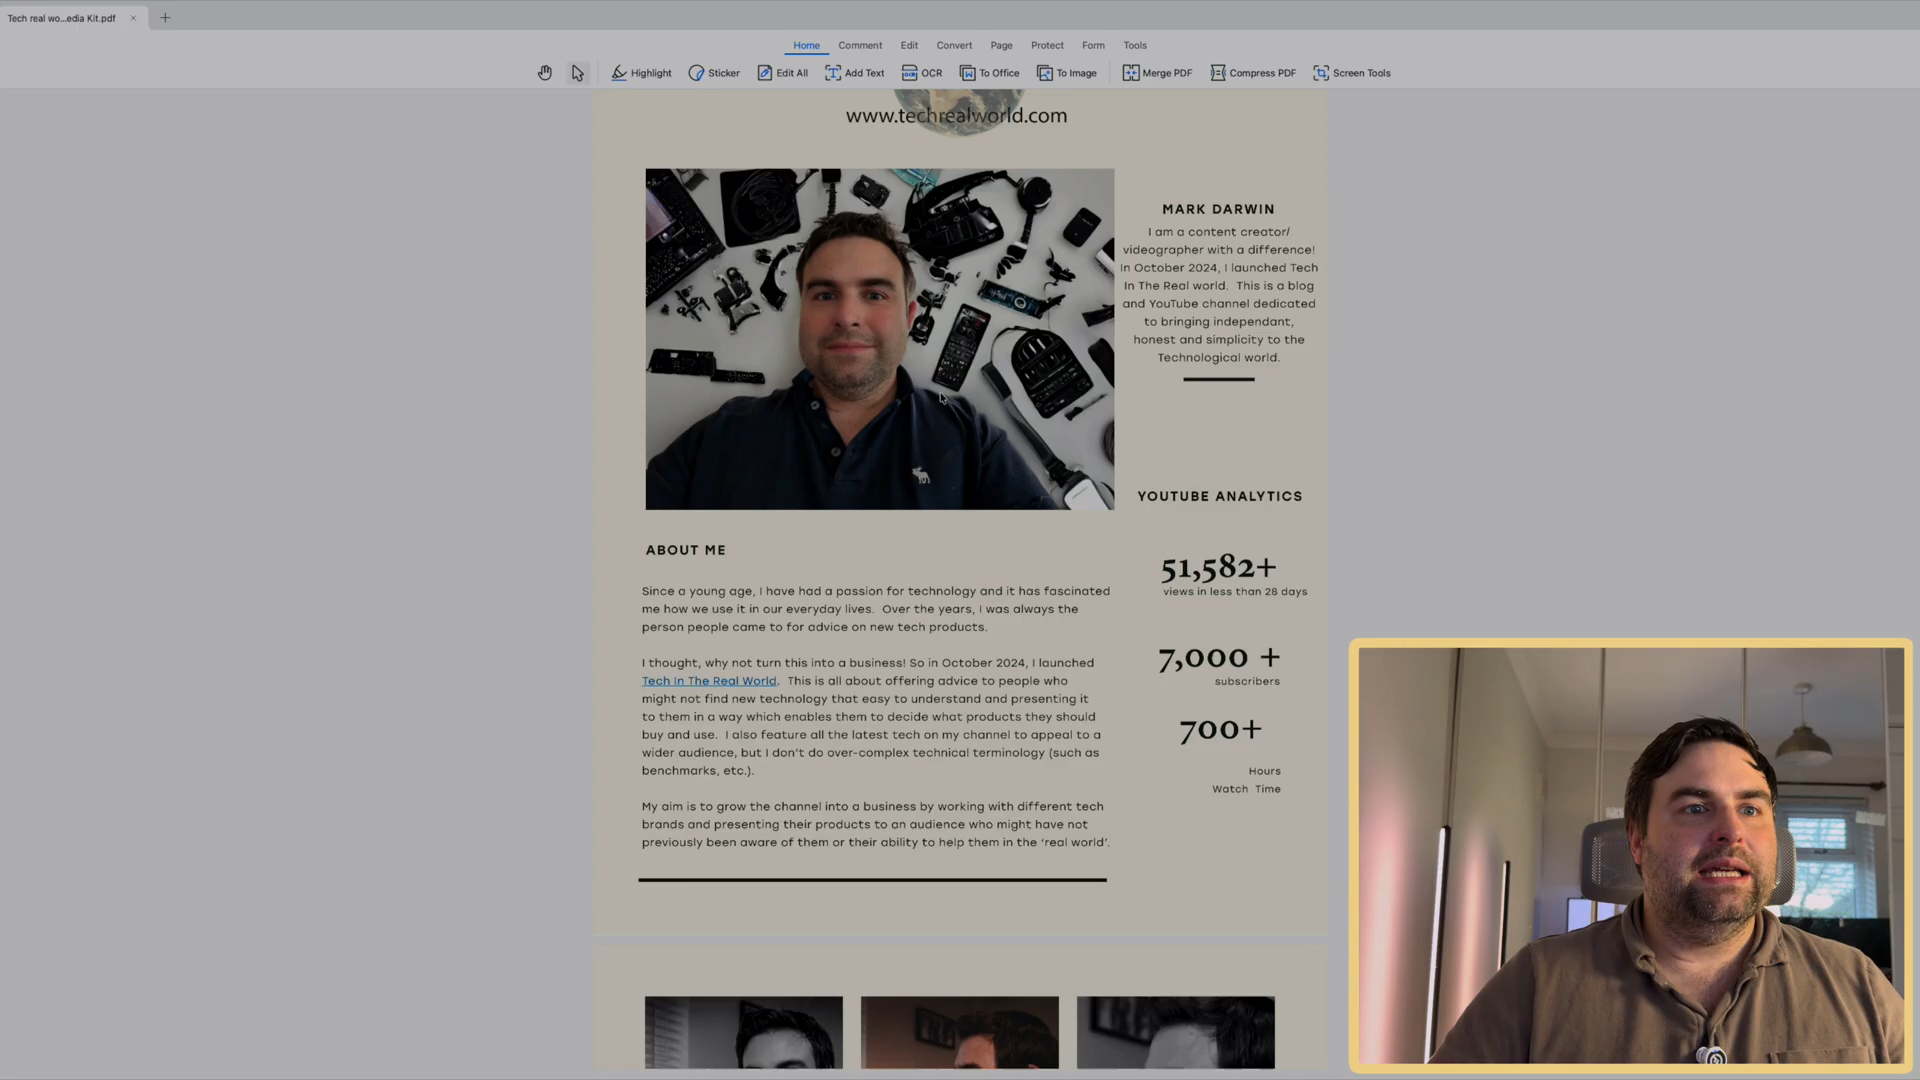 Tech real wo...edia Kit.pdf
Home Comment Edit Convert Page Protect Form Tools
Highlight Sticker Edit All Add Text OCR To Office To Image Merge PDF Compress PDF Screen Tools
www.techrealworld.com
MARK DARWIN
I am a content creator/
videographer with a difference!
In October 2024, I launched Tech
In The Real world. This is a blog
and YouTube channel dedicated
to bringing independant,
honest and simplicity to the
Technological world.
YOUTUBE ANALYTICS
51,582+
views in less than 28 days
7,000 +
subscribers
700+
Hours
Watch Time
ABOUT ME
Since a young age, I have had a passion for technology and it has fascinated
me how we use it in our everyday lives. Over the years, I was always the
person people came to for advice on new tech products.
I thought, why not turn this into a business! So in October 2024, I launched
Tech In The Real World. This is all about offering advice to people who
might not find new technology that easy to understand and presenting it
to them in a way which enables them to decide what products they should
buy and use. I also feature all the latest tech on my channel to appeal to a
wider audience, but I don't do over-complex technical terminology (such as
benchmarks, etc.).
My aim is to grow the channel into a business by working with different tech
brands and presenting their products to an audience who might have not
previously been aware of them or their ability to help them in the 'real world'.